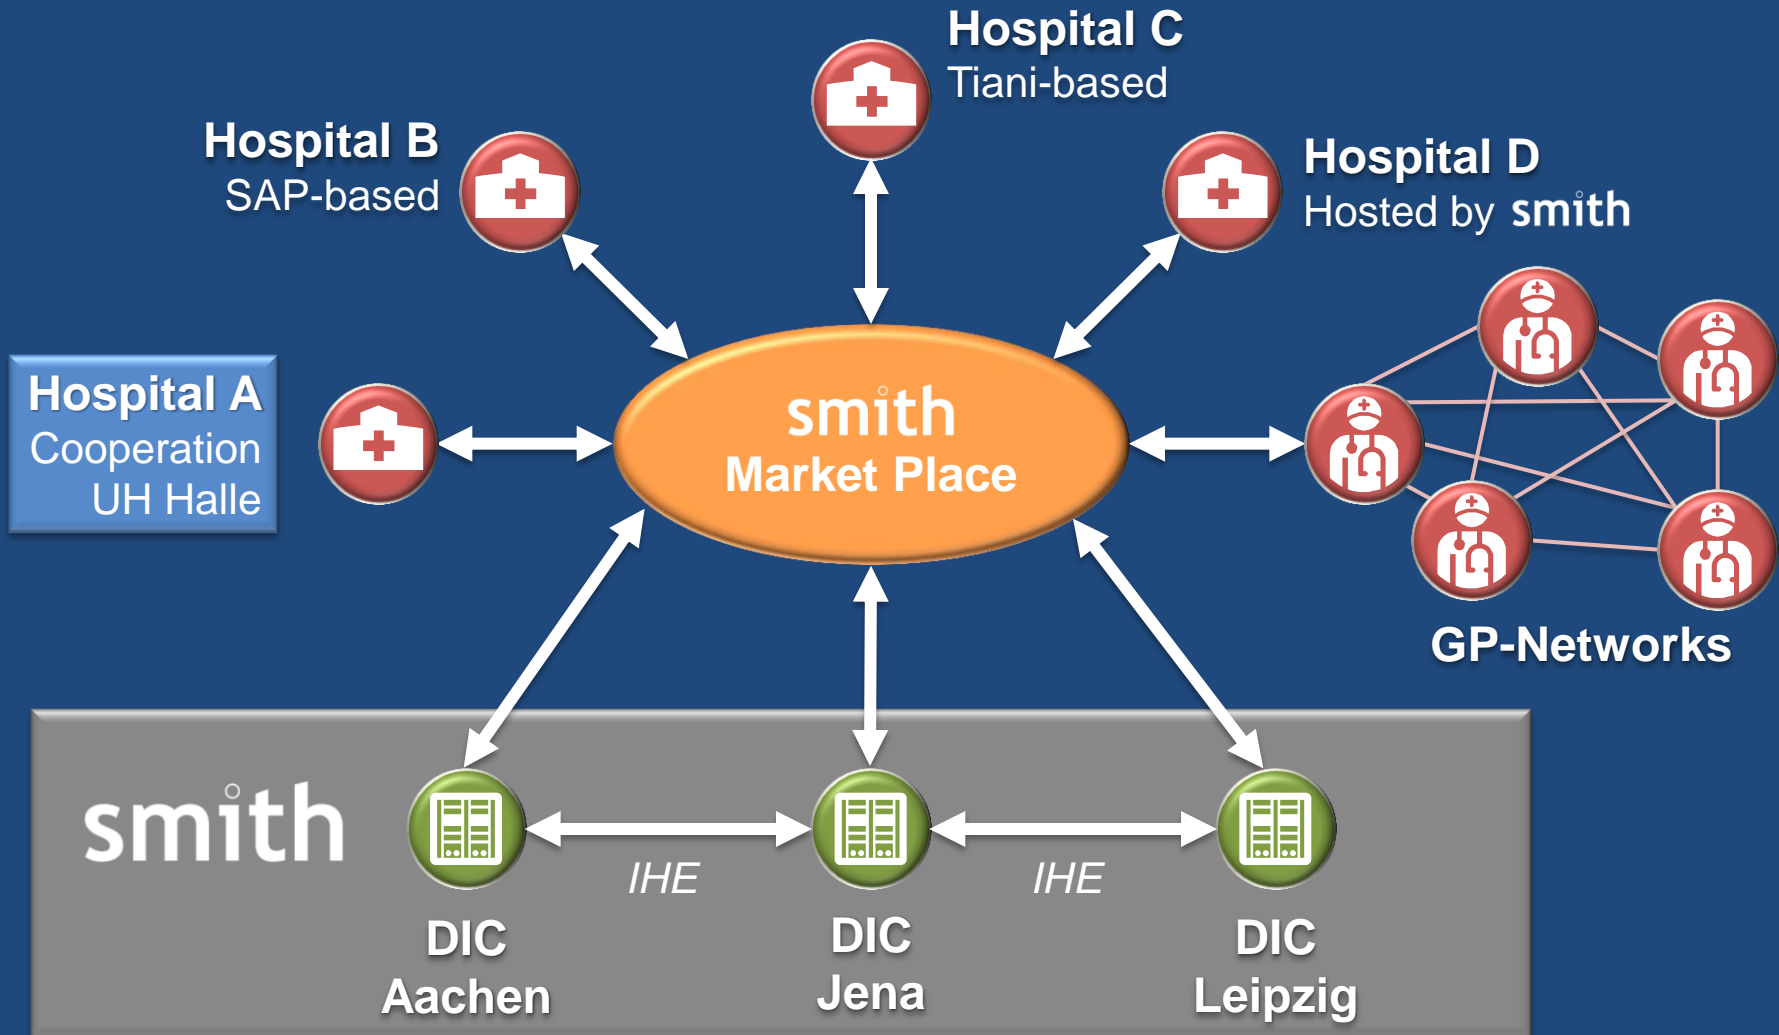 Hospital C
Tiani-based
Hospital B
SAP-based
Hospital D
Hosted by smith
Hospital A
Cooperation
UH Halle
smith
Market Place
GP-Networks
smith
IHE
IHE
DIC
Aachen
DIC
Jena
DIC
Leipzig